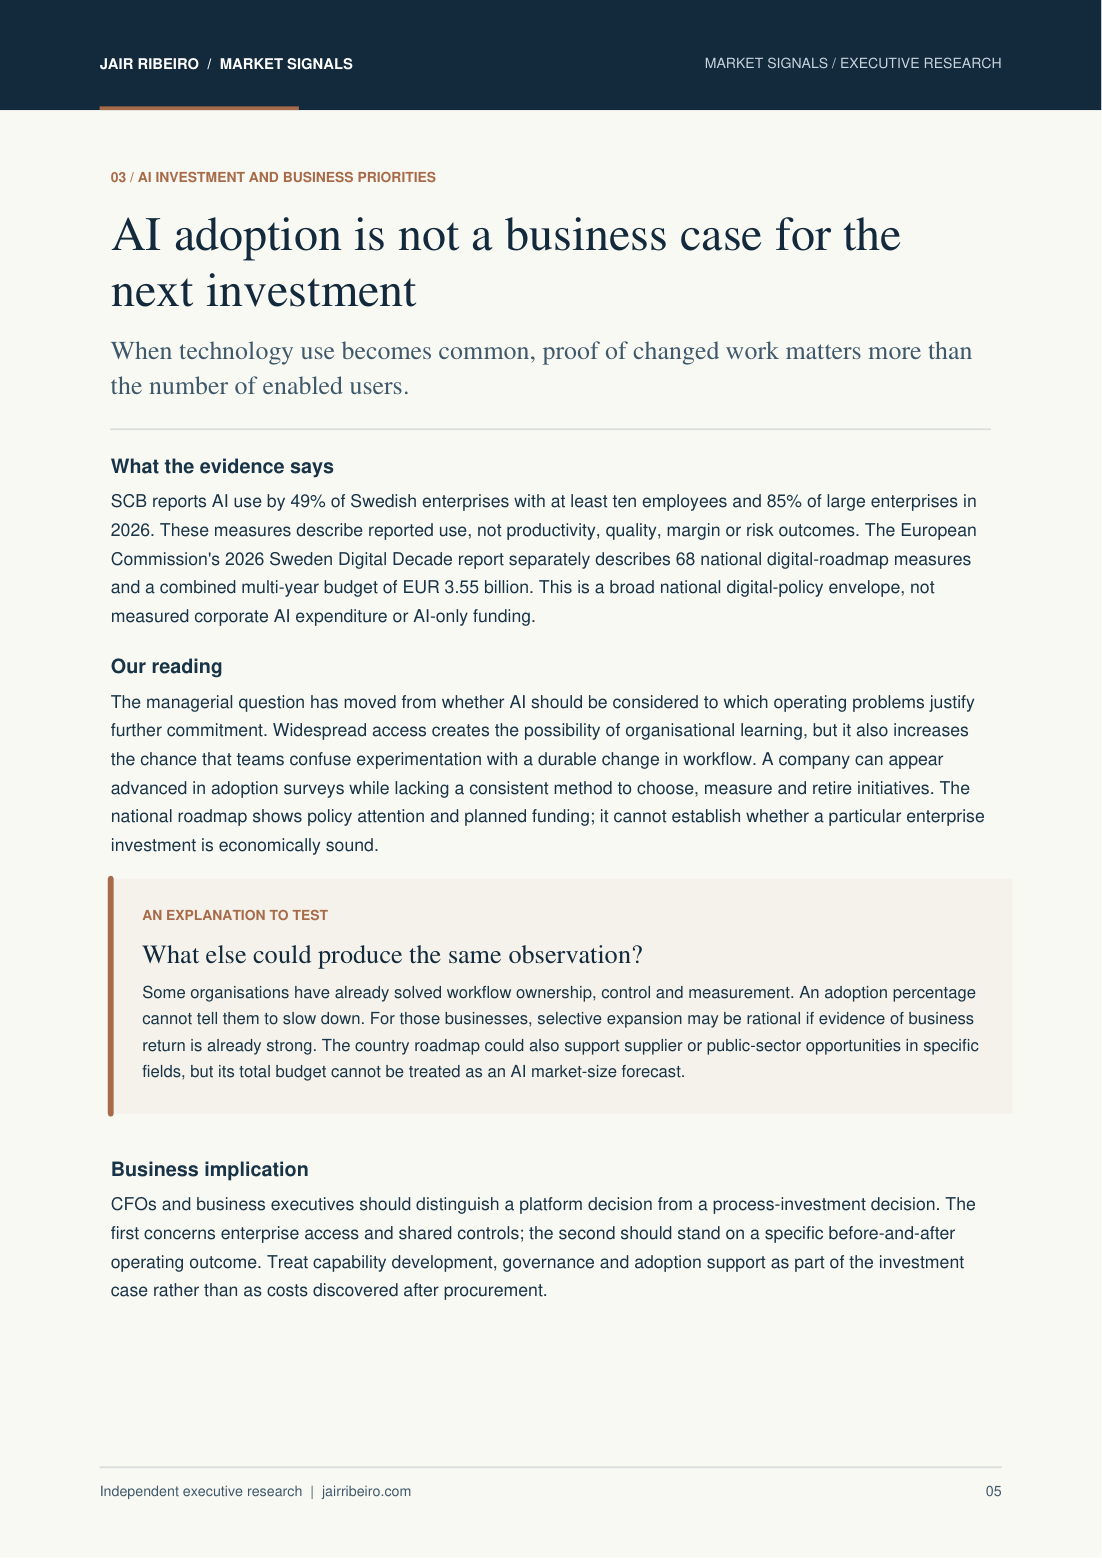 JAIR RIBEIRO / MARKET SIGNALS
MARKET SIGNALS / EXECUTIVE RESEARCH
03 / AI INVESTMENT AND BUSINESS PRIORITIES
AI adoption is not a business case for the
next investment
When technology use becomes common, proof of changed work matters more than
the number of enabled users.
What the evidence says
SCB reports AI use by 49% of Swedish enterprises with at least ten employees and 85% of large enterprises in
2026. These measures describe reported use, not productivity, quality, margin or risk outcomes. The European
Commission's 2026 Sweden Digital Decade report separately describes 68 national digital-roadmap measures
and a combined multi-year budget of EUR 3.55 billion. This is a broad national digital-policy envelope, not
measured corporate AI expenditure or AI-only funding.
Our reading
The managerial question has moved from whether AI should be considered to which operating problems justify
further commitment. Widespread access creates the possibility of organisational learning, but it also increases
the chance that teams confuse experimentation with a durable change in workflow. A company can appear
advanced in adoption surveys while lacking a consistent method to choose, measure and retire initiatives. The
national roadmap shows policy attention and planned funding; it cannot establish whether a particular enterprise
investment is economically sound.
AN EXPLANATION TO TEST
What else could produce the same observation?
Some organisations have already solved workflow ownership, control and measurement. An adoption percentage
cannot tell them to slow down. For those businesses, selective expansion may be rational if evidence of business
return is already strong. The country roadmap could also support supplier or public-sector opportunities in specific
fields, but its total budget cannot be treated as an AI market-size forecast.
Business implication
CFOs and business executives should distinguish a platform decision from a process-investment decision. The
first concerns enterprise access and shared controls; the second should stand on a specific before-and-after
operating outcome. Treat capability development, governance and adoption support as part of the investment
case rather than as costs discovered after procurement.
Independent executive research | jairribeiro.com
05